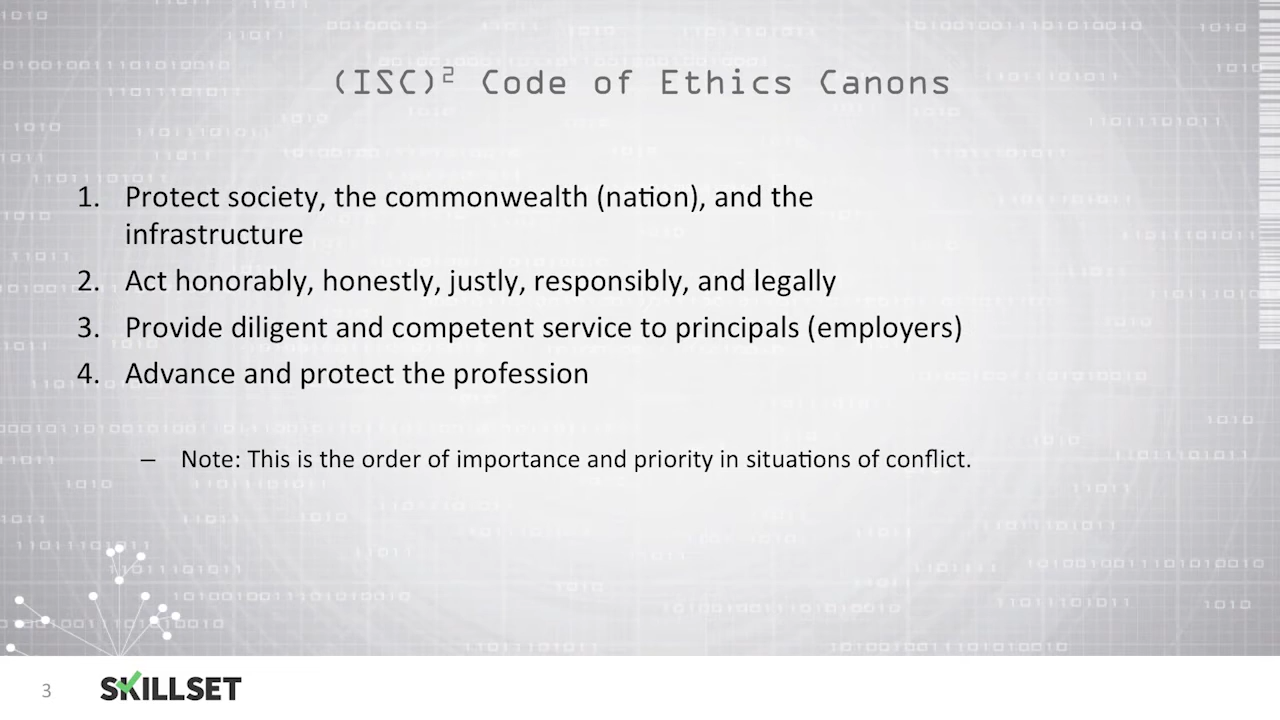 (ISC)² Code of Ethics Canons
1. Protect society, the commonwealth (nation), and the
infrastructure
2. Act honorably, honestly, justly, responsibly, and legally
3. Provide diligent and competent service to principals (employers)
4. Advance and protect the profession
– Note: This is the order of importance and priority in situations of conflict.
3
SKILLSET